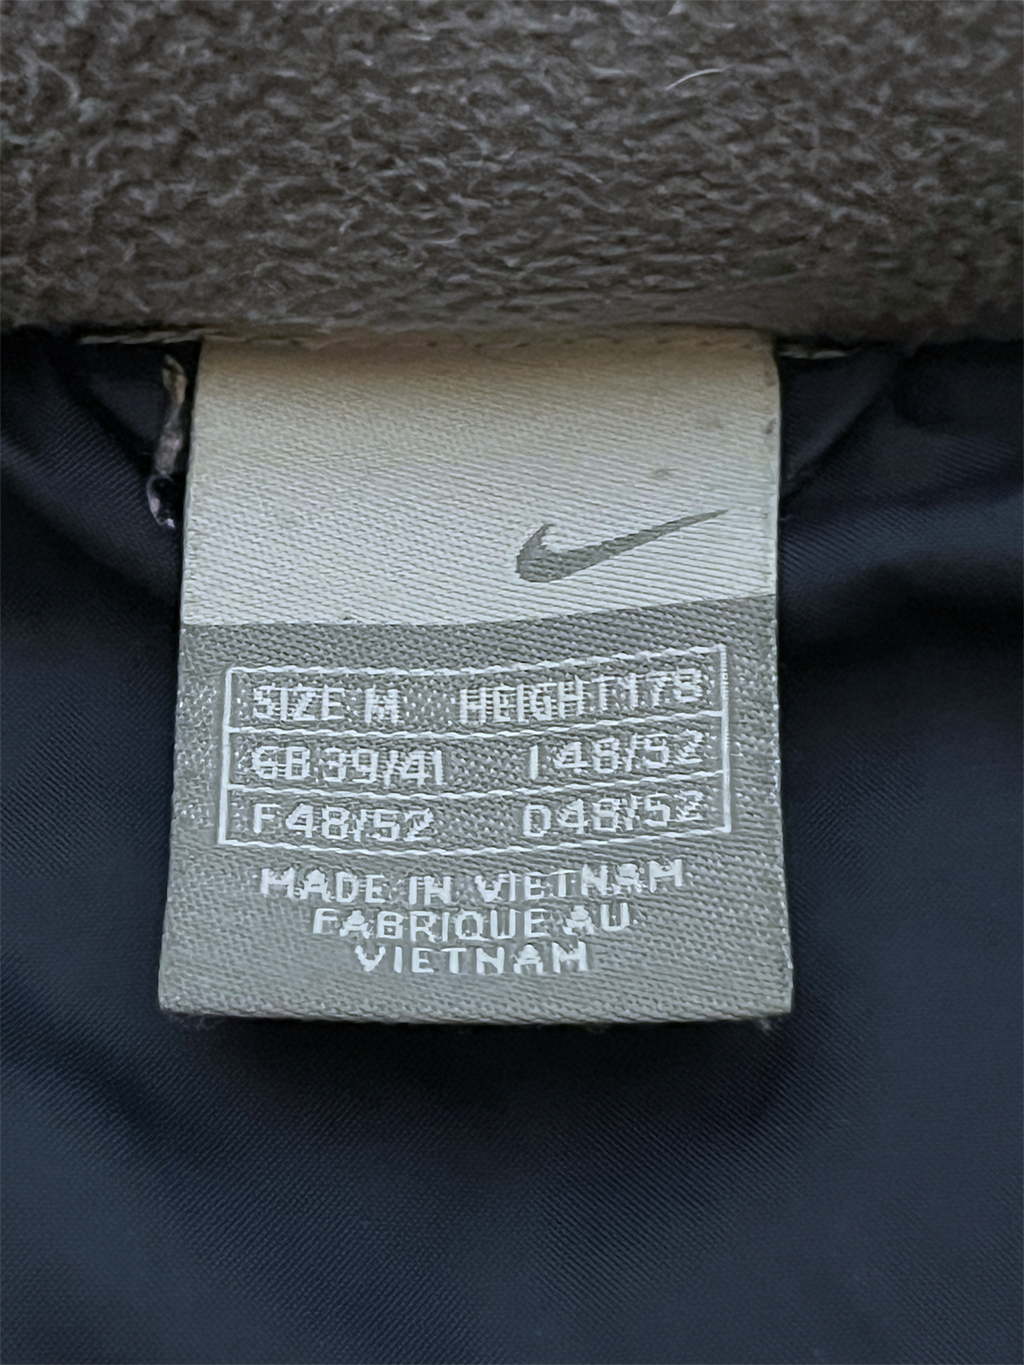 SIZE M HEIGHT 178
GB 39/41 I 48/52
F 48/52 D 48/52
MADE IN VIETNAM
FABRIQUE AU
VIETNAM